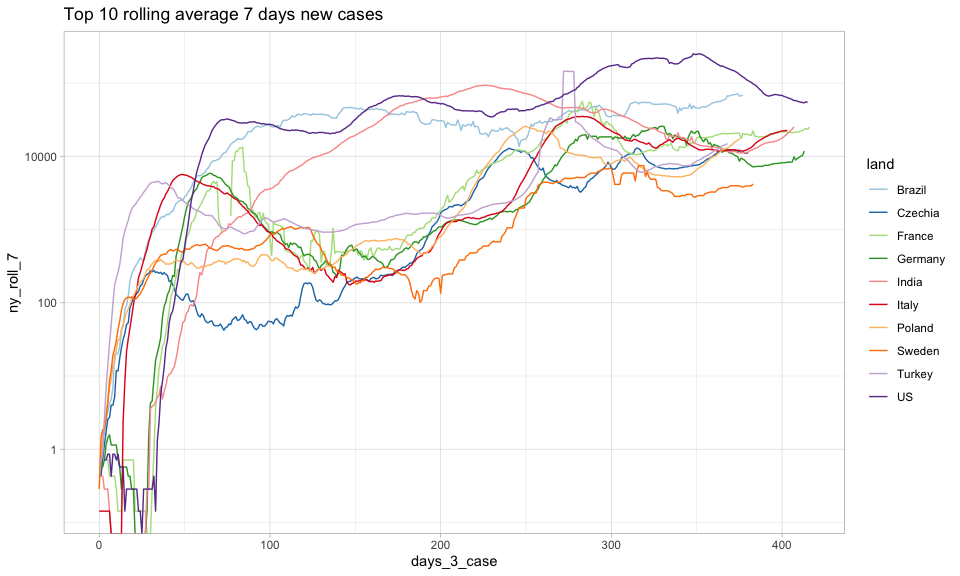 Top 10 rolling average 7 days new cases
10000
100
1
ny_roll_7
0 100 200 300 400
days_3_case
land
Brazil
Czechia
France
Germany
India
Italy
Poland
Sweden
Turkey
US